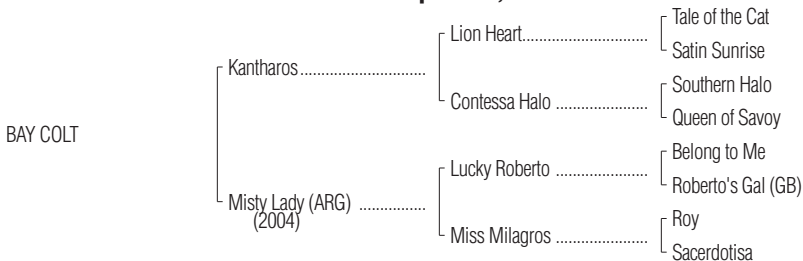 Tale of the Cat
Lion Heart............................
Satin Sunrise
Kantharos............................
Southern Halo
Contessa Halo .....................
Queen of Savoy
BAY COLT
Belong to Me
Lucky Roberto .....................
Roberto's Gal (GB)
Misty Lady (ARG) ...............
(2004)
Roy
Miss Milagros .....................
Sacerdotisa